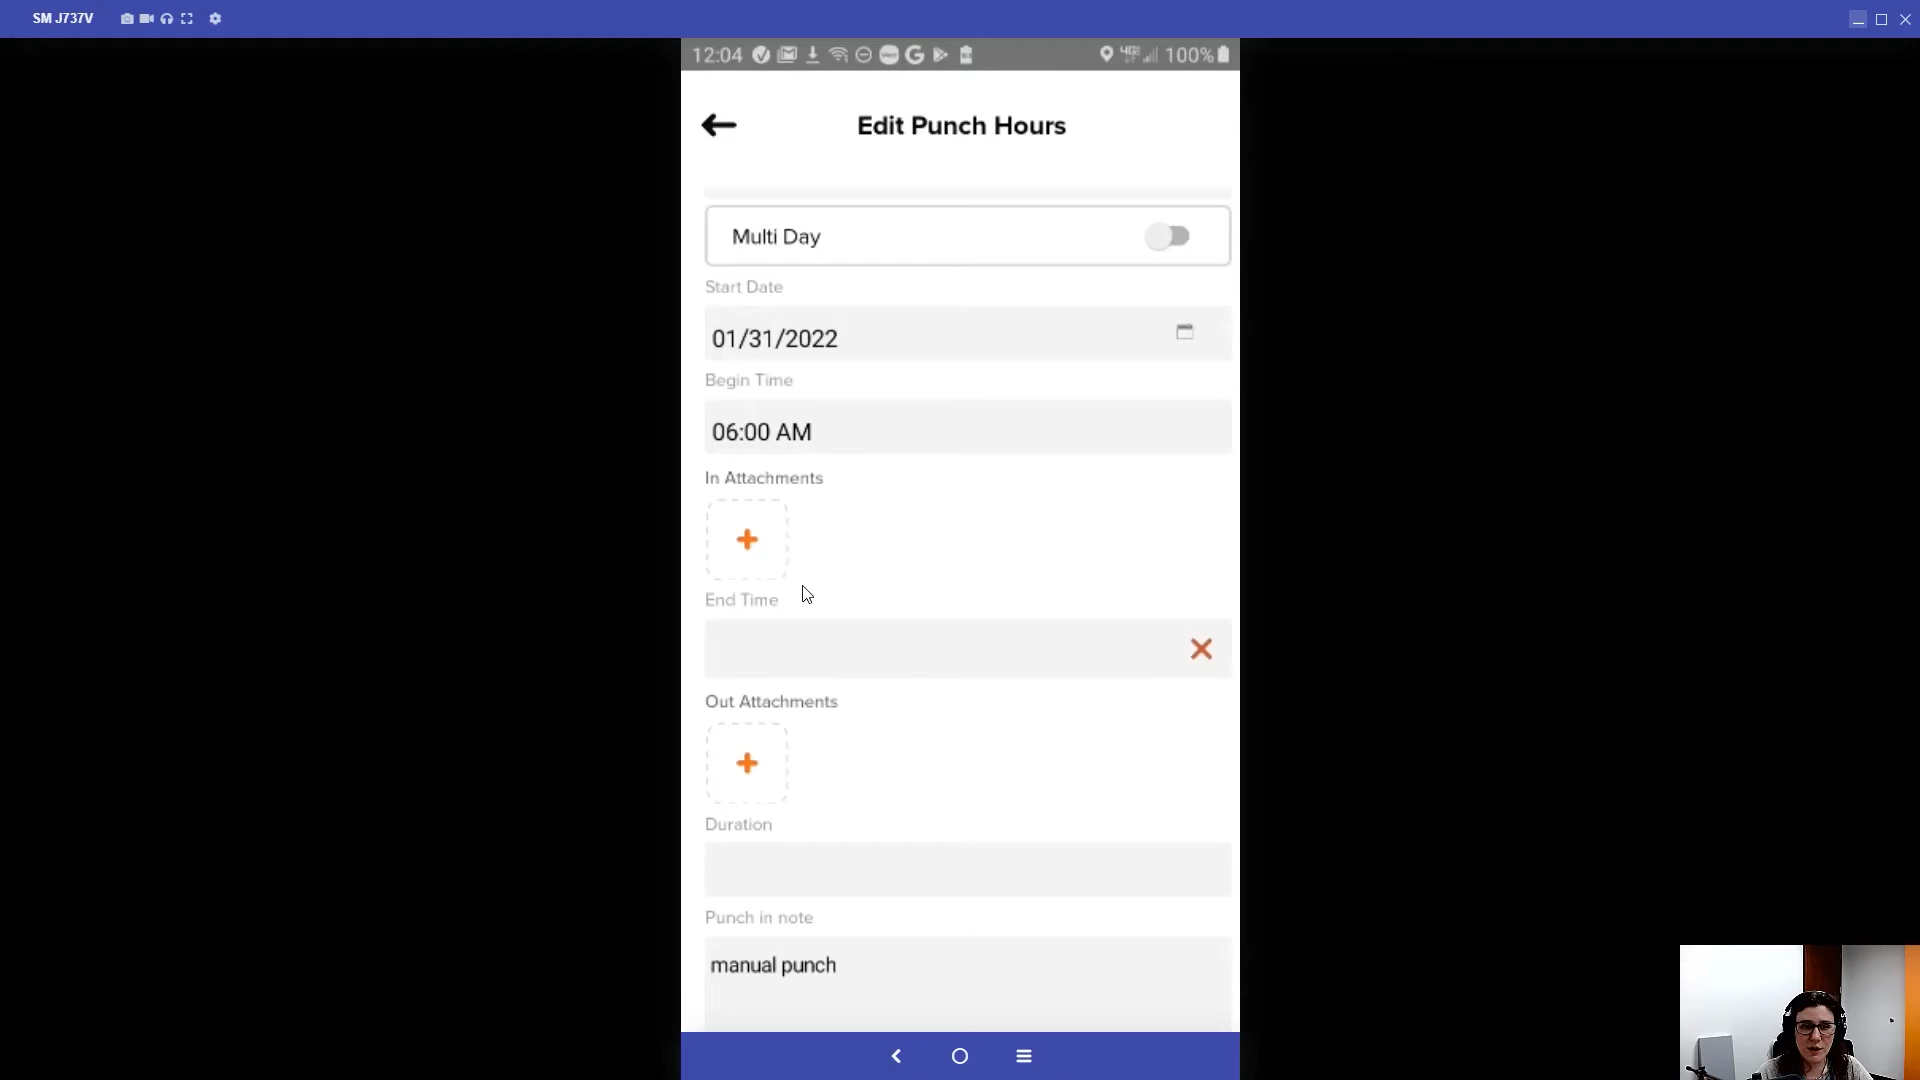 SM J737V
12:04
100%
Edit Punch Hours
Multi Day
Start Date
01/31/2022
Begin Time
06:00 AM
In Attachments
End Time
Out Attachments
Duration
Punch in note
manual punch